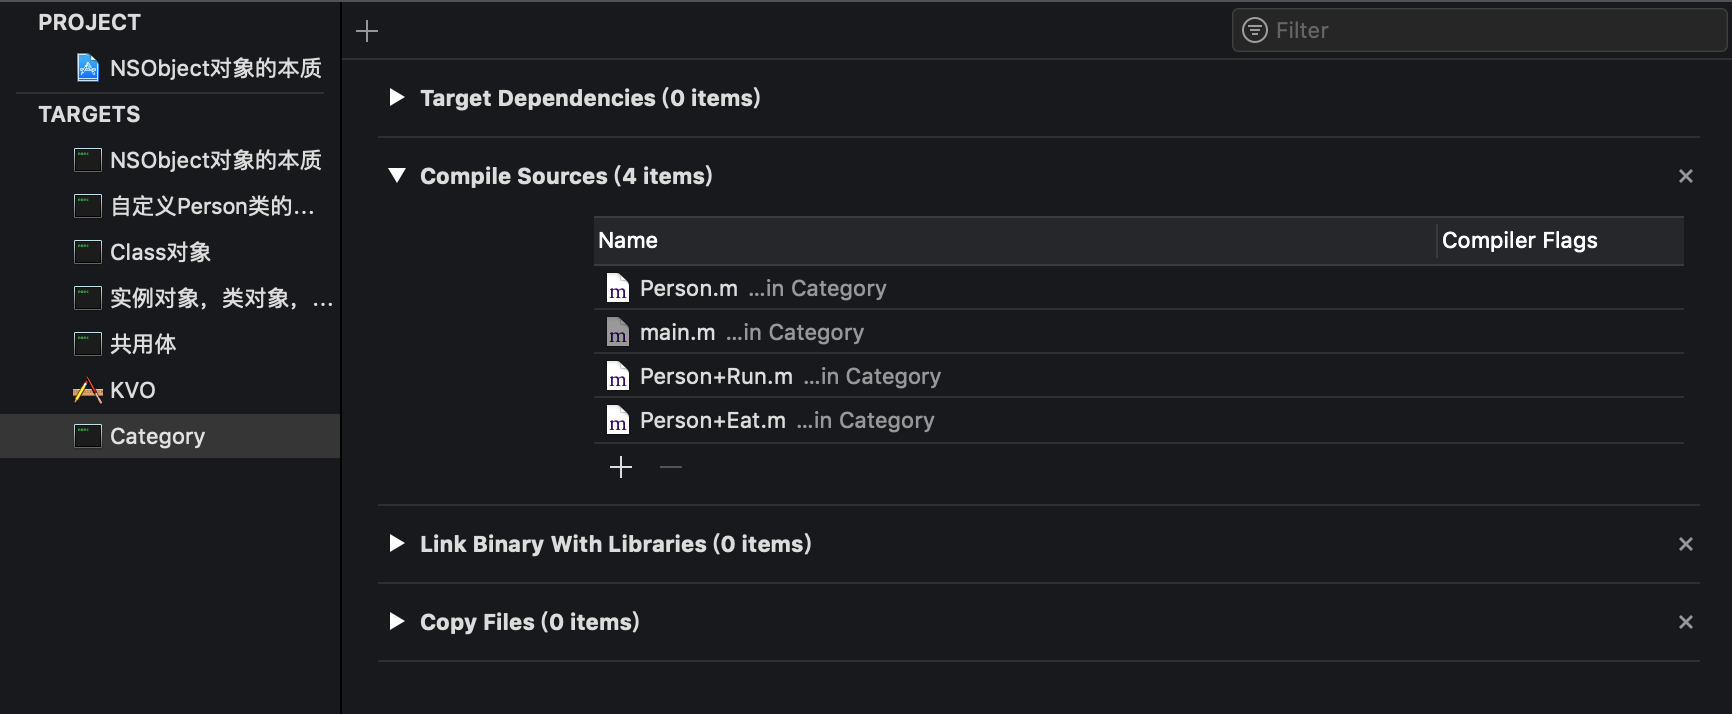 PROJECT
NSObject对象的本质
TARGETS
NSObject对象的本质
自定义Person类的...
Class对象
实例对象，类对象，...
共用体
KVO
Category
Filter
Target Dependencies (0 items)
Compile Sources (4 items)
Name Compiler Flags
Person.m ...in Category
main.m ...in Category
Person+Run.m ...in Category
Person+Eat.m ...in Category
Link Binary With Libraries (0 items)
Copy Files (0 items)